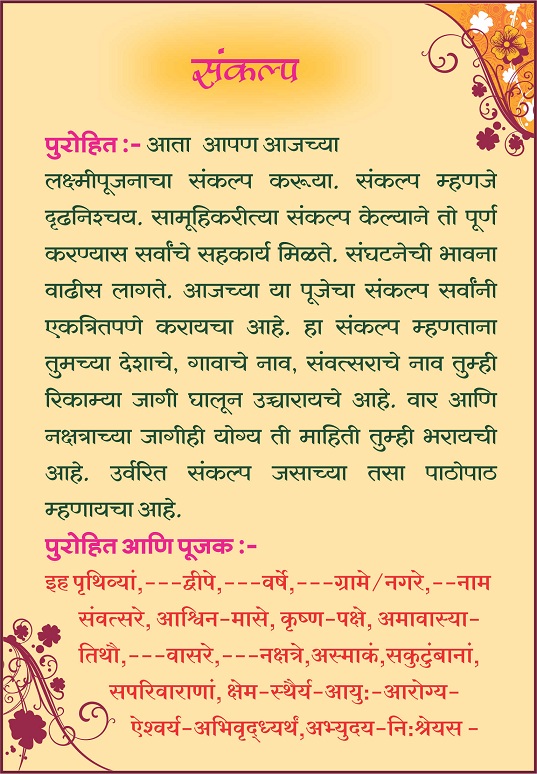 संकल्प
पुरोहित :- आता आपण आजच्या
लक्ष्मीपूजनाचा संकल्प करूया. संकल्प म्हणजे
दृढनिश्चय. सामूहिकरीत्या संकल्प केल्याने तो पूर्ण
करण्यास सर्वांचे सहकार्य मिळते. संघटनेची भावना
वाढीस लागते. आजच्या या पूजेचा संकल्प सर्वांनी
एकत्रितपणे करायचा आहे. हा संकल्प म्हणताना
तुमच्या देशाचे, गावाचे नाव, संवत्सराचे नाव तुम्ही
रिकाम्या जागी घालून उच्चारायचे आहे. वार आणि
नक्षत्राच्या जागीही योग्य ती माहिती तुम्ही भरायची
आहे. उर्वरित संकल्प जसाच्या तसा पाठोपाठ
म्हणायचा आहे.
पुरोहित आणि पूजक :-
इह पृथिव्यां,---द्वीपे,---वर्षे,---ग्रामे/नगरे,--नाम
संवत्सरे, आश्विन-मासे, कृष्ण-पक्षे, अमावास्या-
तिथौ,---वासरे,---नक्षत्रे,अस्माकं,सकुटुंबानां,
सपरिवाराणां, क्षेम-स्थैर्य-आयु:-आरोग्य-
ऐश्वर्य-अभिवृद्ध्यर्थं,अभ्युदय-नि:श्रेयस -